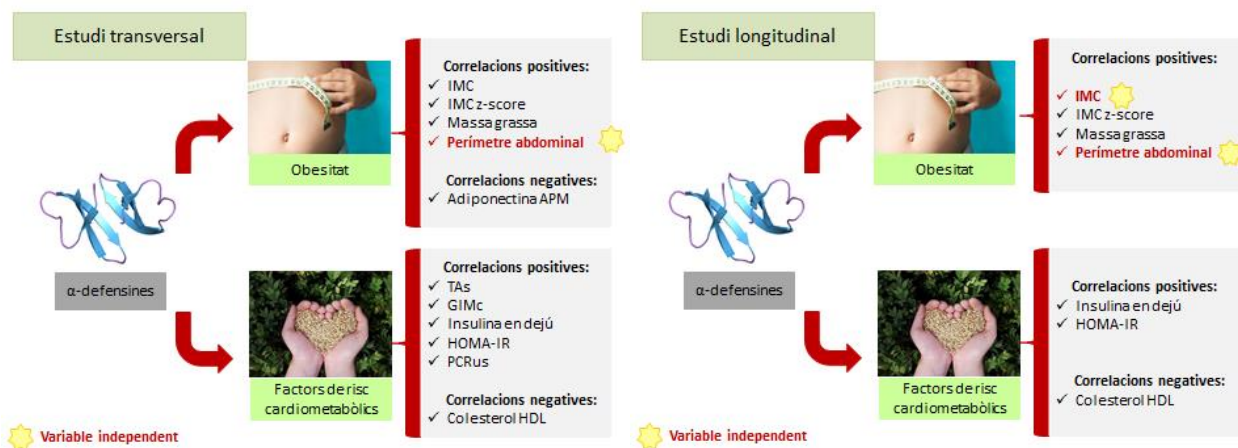 Estudi transversal
Correlacions positives:
✓ IMC
✓ IMC z-score
✓ Massa grassa
✓ Perímetre abdominal
Correlacions negatives:
✓ Adiponectina APM
Obesitat
α-defensines
Correlacions positives:
✓ TAs
✓ GIMc
✓ Insulina en dejú
✓ HOMA-IR
✓ PCRus
Correlacions negatives:
✓ Colesterol HDL
Factors de risc
cardiometabòlics
Variable independent
Estudi longitudinal
Correlacions positives:
✓ IMC
✓ IMC z-score
✓ Massa grassa
✓ Perímetre abdominal
Obesitat
α-defensines
Correlacions positives:
✓ Insulina en dejú
✓ HOMA-IR
Correlacions negatives:
✓ Colesterol HDL
Factors de risc
cardiometabòlics
Variable independent